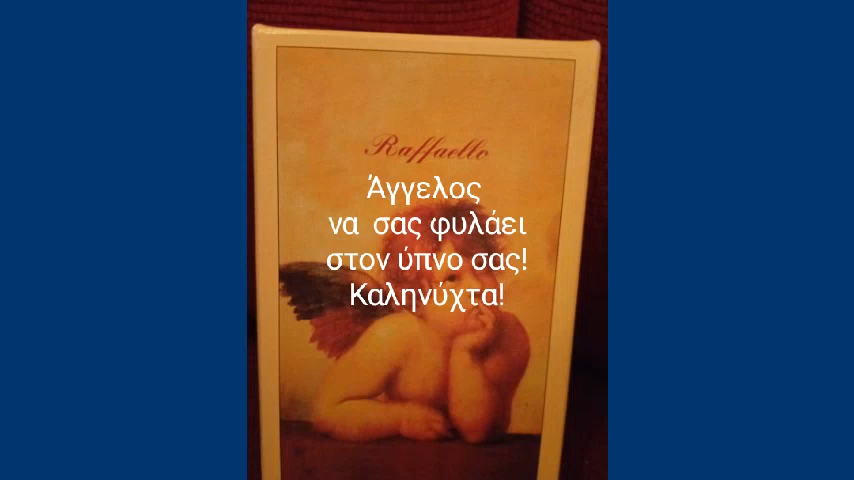 Raffaello
Άγγελος
να σας φυλάει
στον ύπνο σας!
Καληνύχτα!